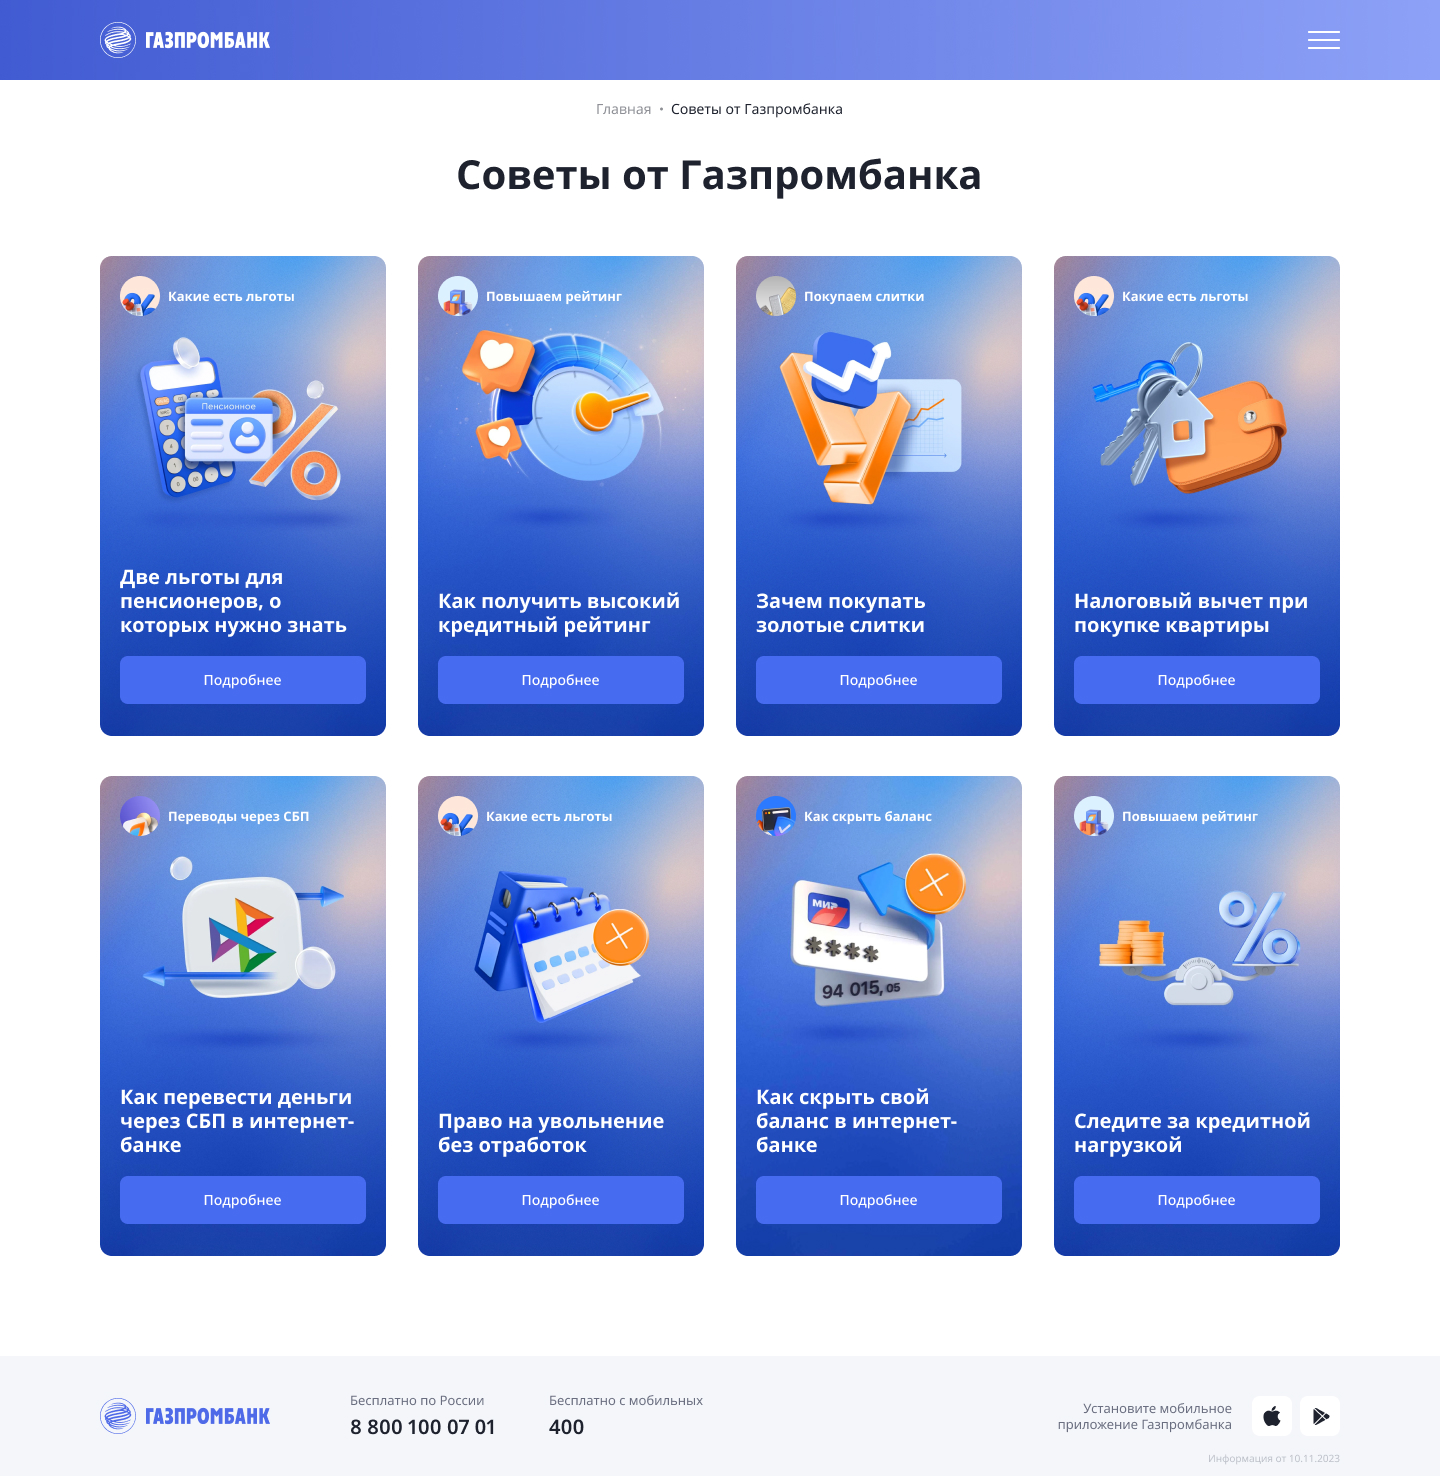 ГАЗПРОМБАНК
Главная • Советы от Газпромбанка
Советы от Газпромбанка
Какие есть льготы
Пенсионное
Две льготы для
пенсионеров, о
которых нужно знать
Подробнее
Повышаем рейтинг
Как получить высокий
кредитный рейтинг
Подробнее
Покупаем слитки
Зачем покупать
золотые слитки
Подробнее
Какие есть льготы
Налоговый вычет при
покупке квартиры
Подробнее
Переводы через СБП
Как перевести деньги
через СБП в интернет-
банке
Подробнее
Какие есть льготы
Право на увольнение
без отработок
Подробнее
Как скрыть баланс
МИР
****
94 015,05
Как скрыть свой
баланс в интернет-
банке
Подробнее
Повышаем рейтинг
%
Следите за кредитной
нагрузкой
Подробнее
ГАЗПРОМБАНК
Бесплатно по России
8 800 100 07 01
Бесплатно с мобильных
400
Установите мобильное
приложение Газпромбанка
Информация от 10.11.2023